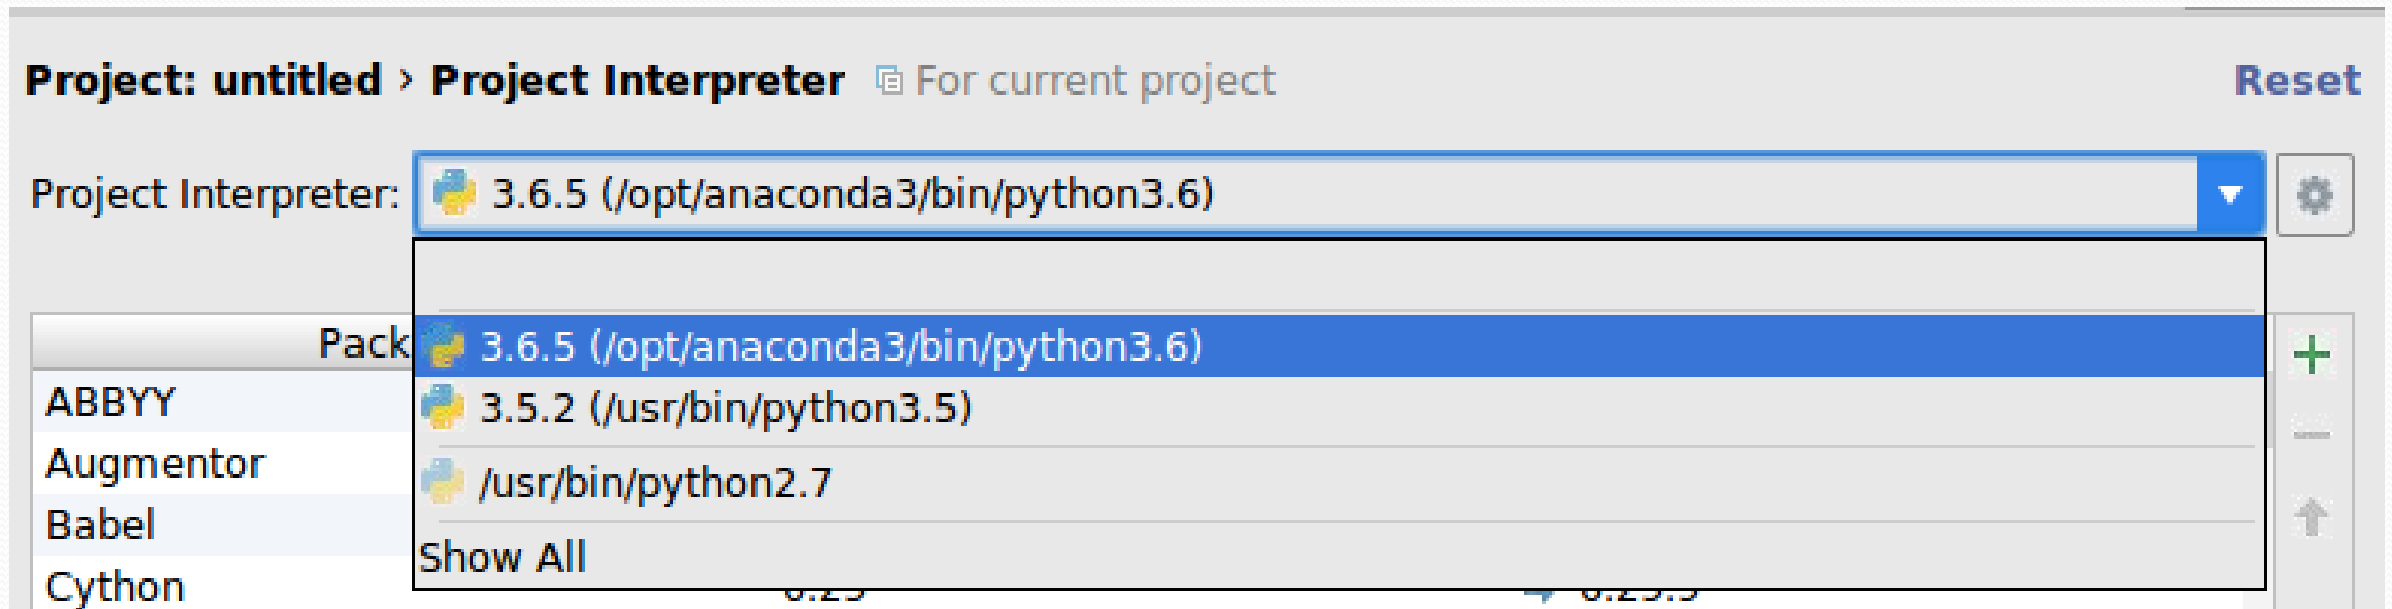 Project: untitled › Project Interpreter For current project Reset
Project Interpreter: 3.6.5 (/opt/anaconda3/bin/python3.6)
Pack
3.6.5 (/opt/anaconda3/bin/python3.6)
3.5.2 (/usr/bin/python3.5)
/usr/bin/python2.7
Show All
ABBYY
Augmentor
Babel
Cython